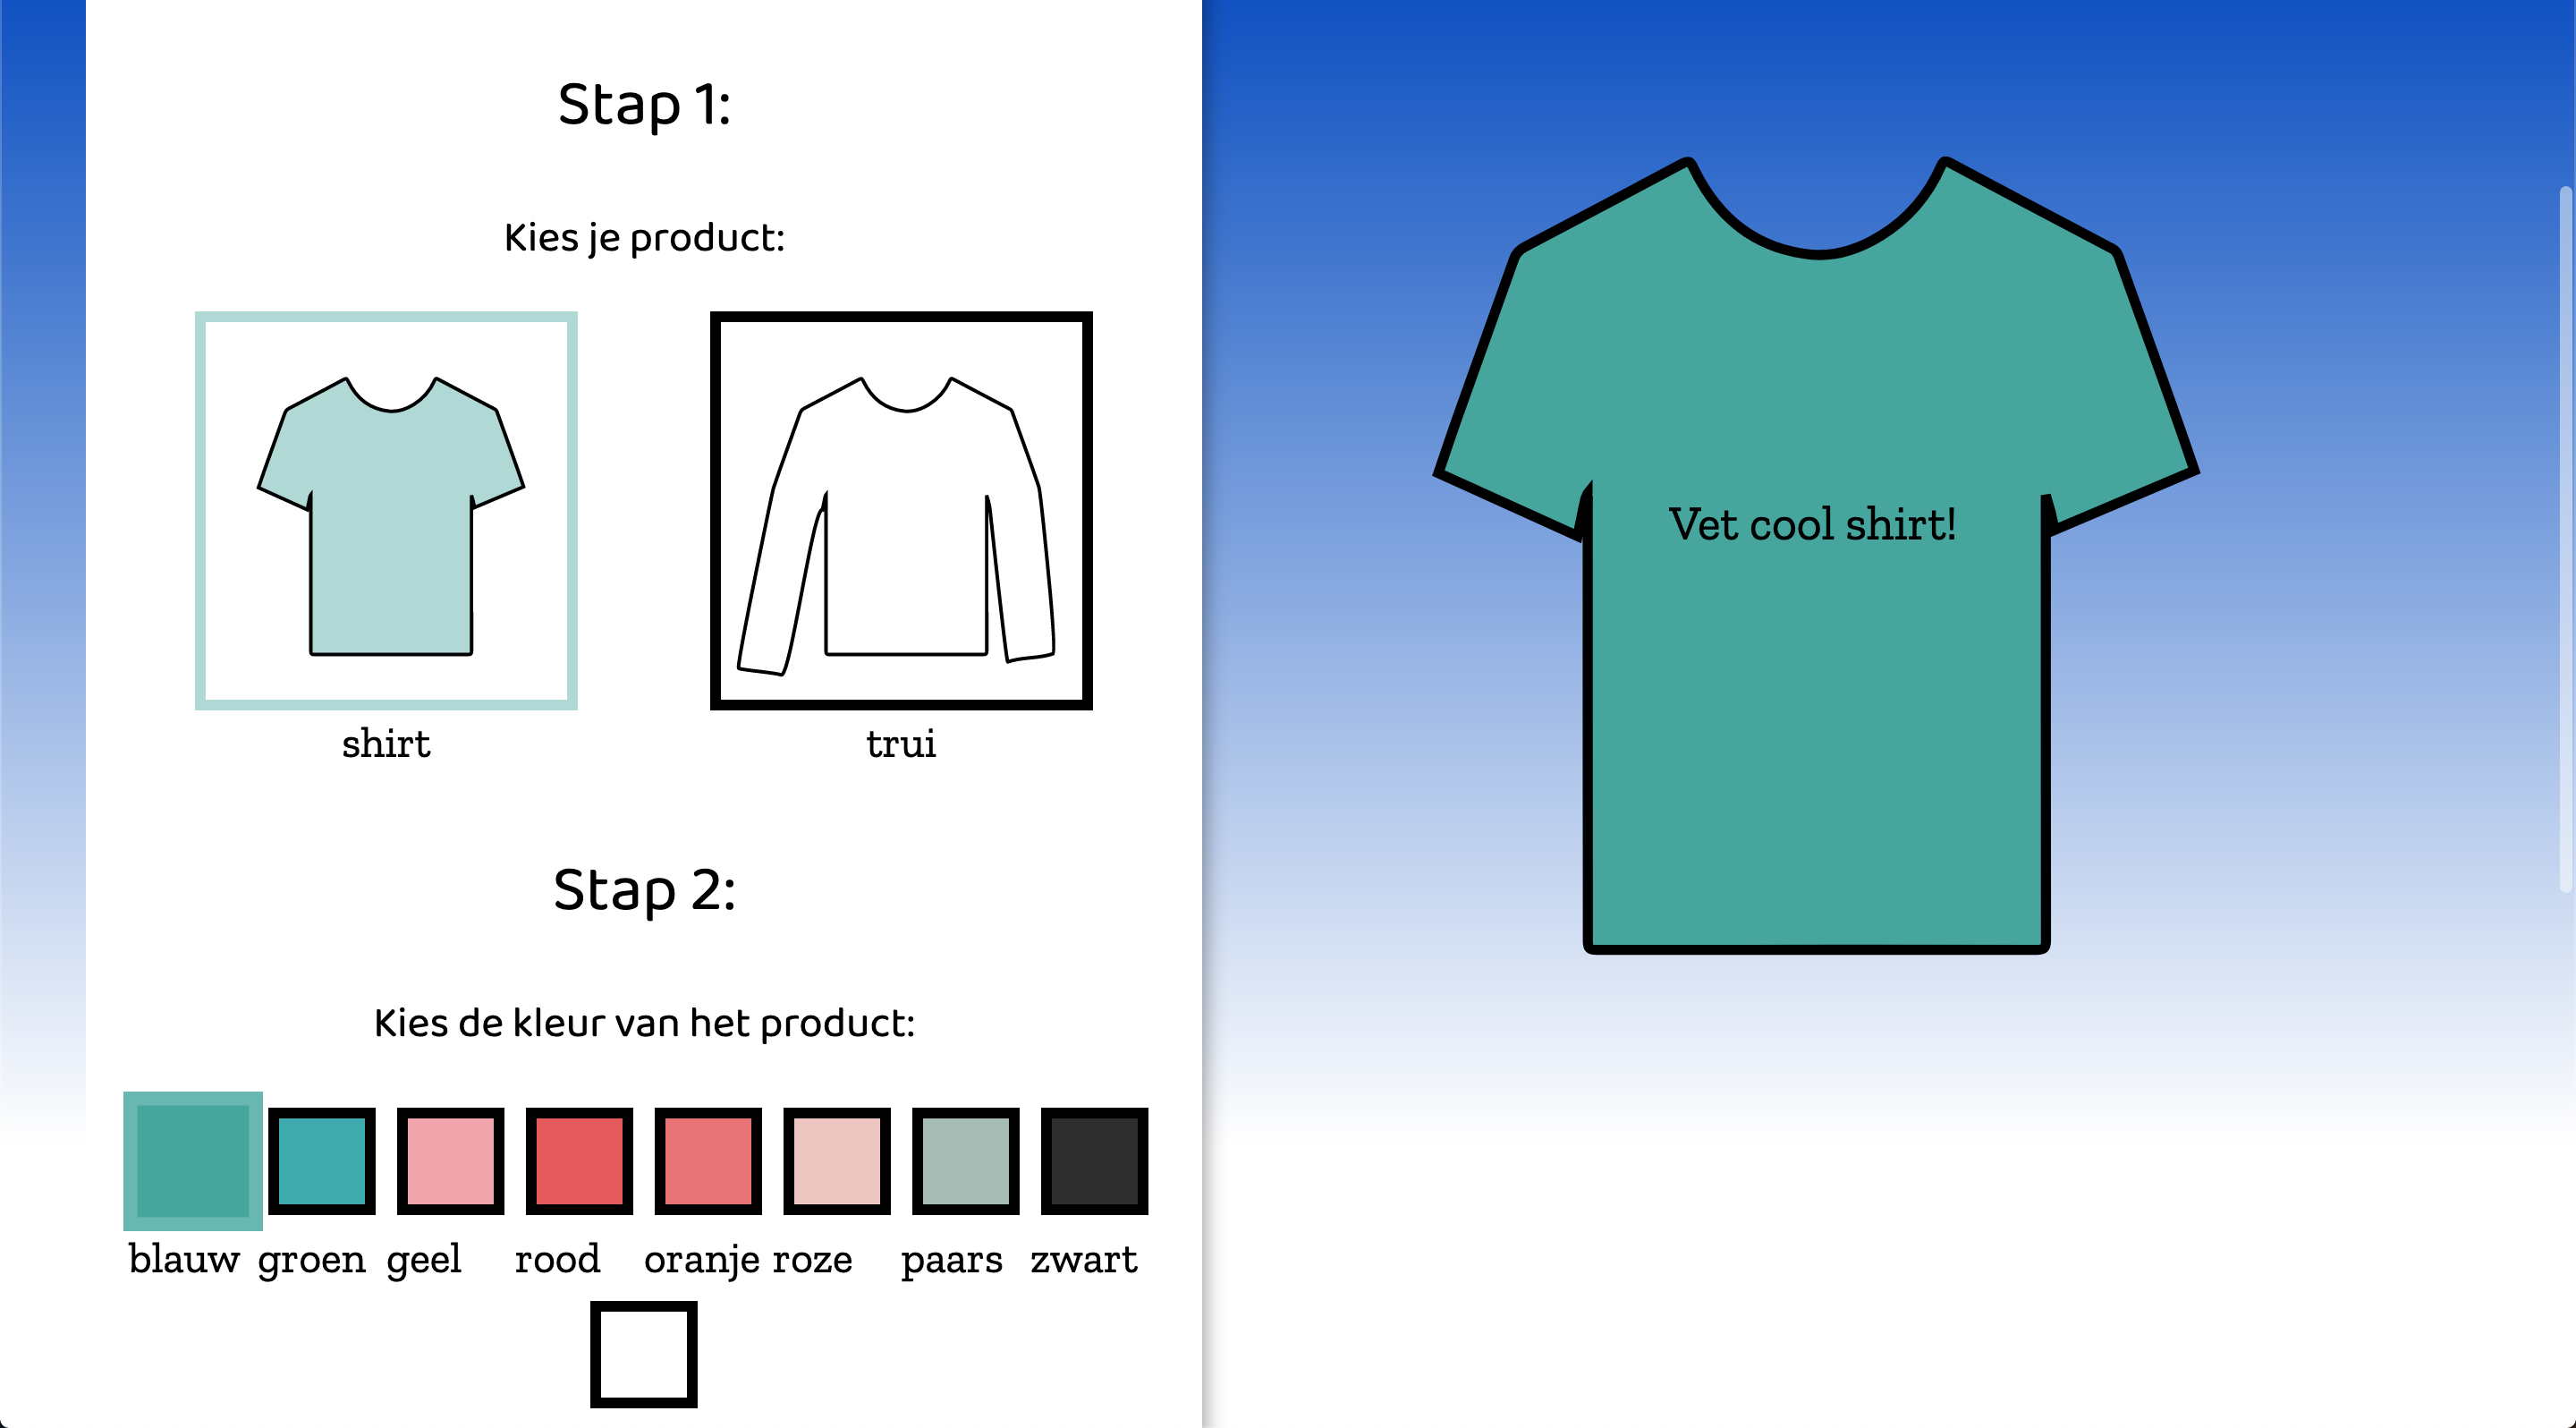 Stap 1:
Kies je product:
shirt
trui
Stap 2:
Kies de kleur van het product:
blauw groen geel rood oranje roze paars zwart
Vet cool shirt!